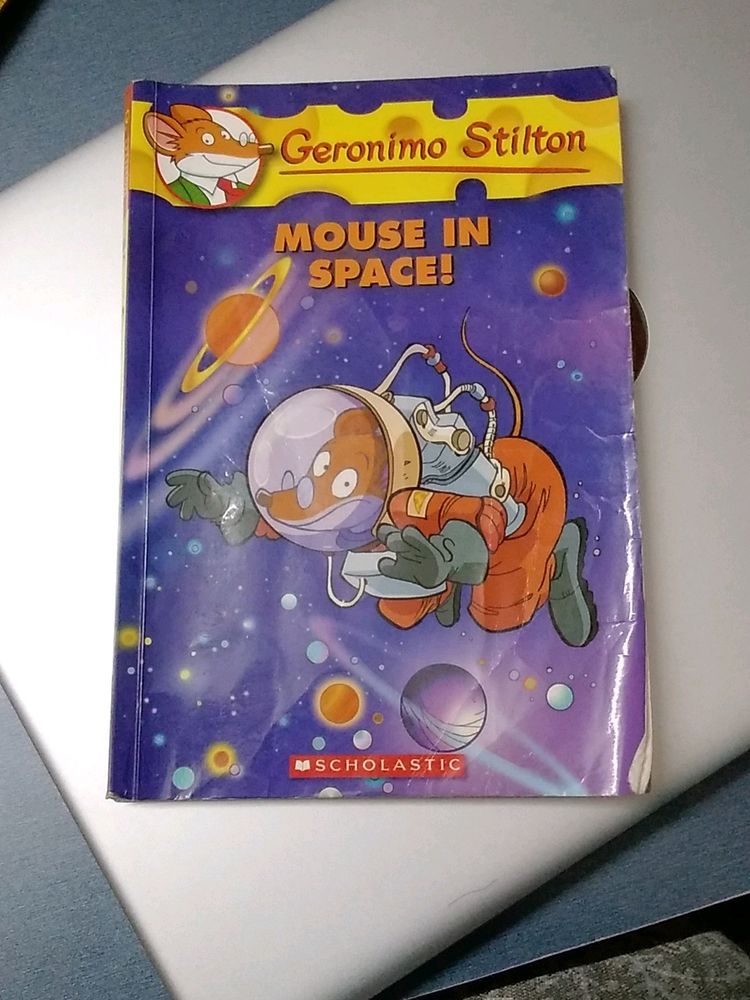 Geronimo Stilton
MOUSE IN
SPACE!
SCHOLASTIC